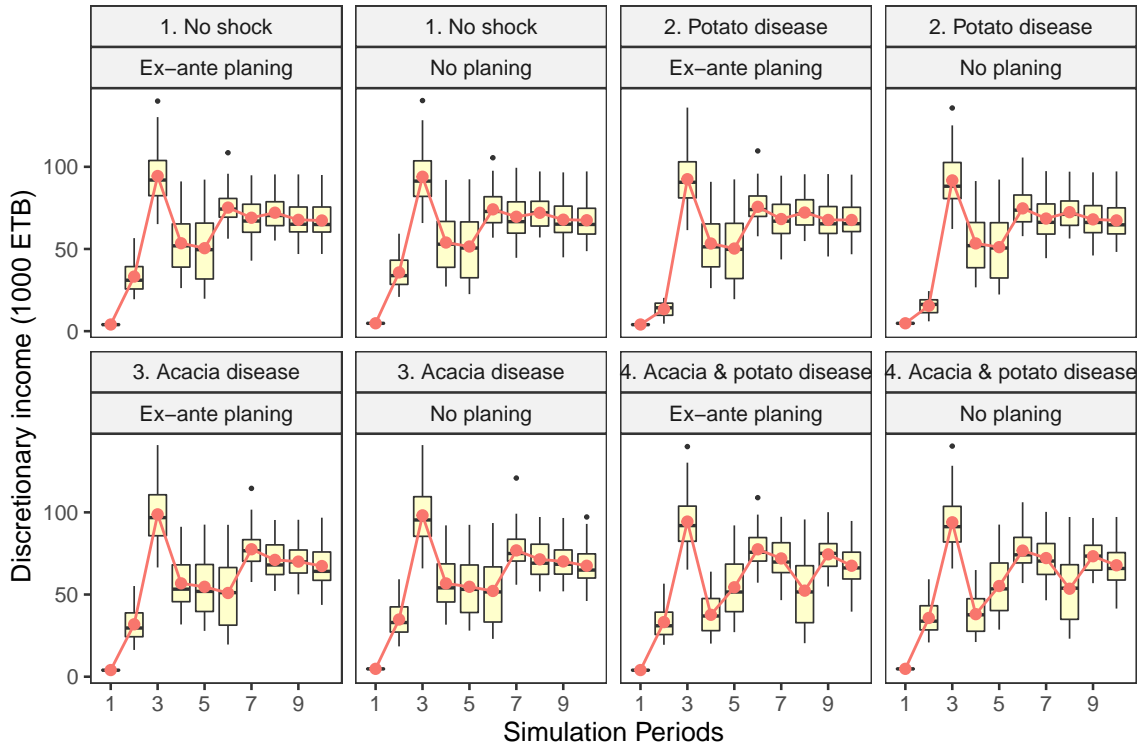 1. No shock
1. No shock
2. Potato disease
2. Potato disease
Ex−ante planing
No planing
Ex−ante planing
No planing
100
50
0
3. Acacia disease
3. Acacia disease
4. Acacia & potato disease
4. Acacia & potato disease
Ex−ante planing
No planing
Ex−ante planing
No planing
100
50
0
1 3 5 7 9
1 3 5 7 9
1 3 5 7 9
1 3 5 7 9
Simulation Periods
Discretionary income (1000 ETB)